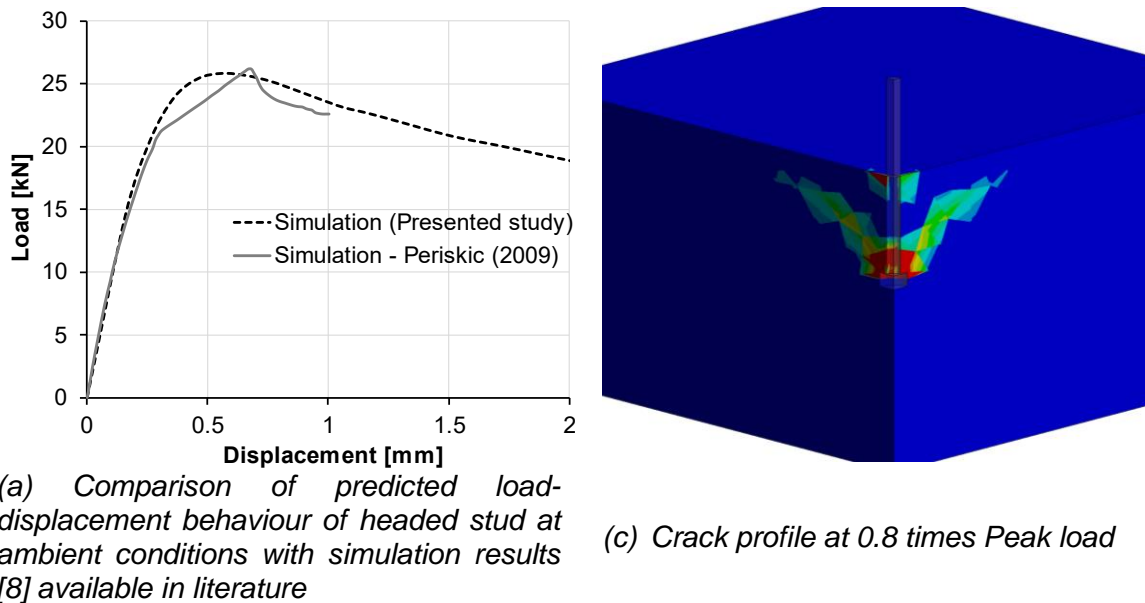 30
25
20
15
10
5
0
Load [kN]
Simulation (Presented study)
Simulation - Periskic (2009)
0 0.5 1 1.5 2
Displacement [mm]
(a) Comparison of predicted load-
displacement behaviour of headed stud at
ambient conditions with simulation results
[8] available in literature
(c) Crack profile at 0.8 times Peak load